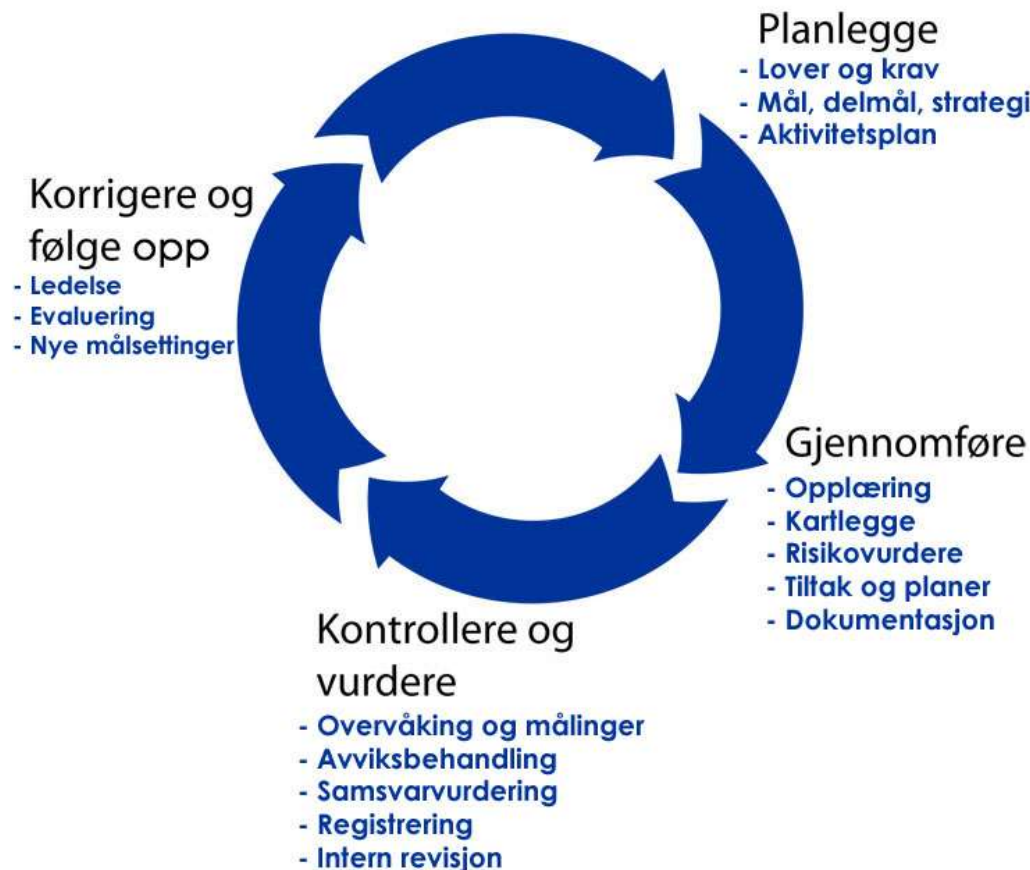 Planlegge
- Lover og krav
- Mål, delmål, strategi
- Aktivitetsplan
Gjennomføre
- Opplæring
- Kartlegge
- Risikovurdere
- Tiltak og planer
- Dokumentasjon
Kontrollere og
vurdere
- Overvåking og målinger
- Avviksbehandling
- Samsvarvurdering
- Registrering
- Intern revisjon
Korrigere og
følge opp
- Ledelse
- Evaluering
- Nye målsettinger